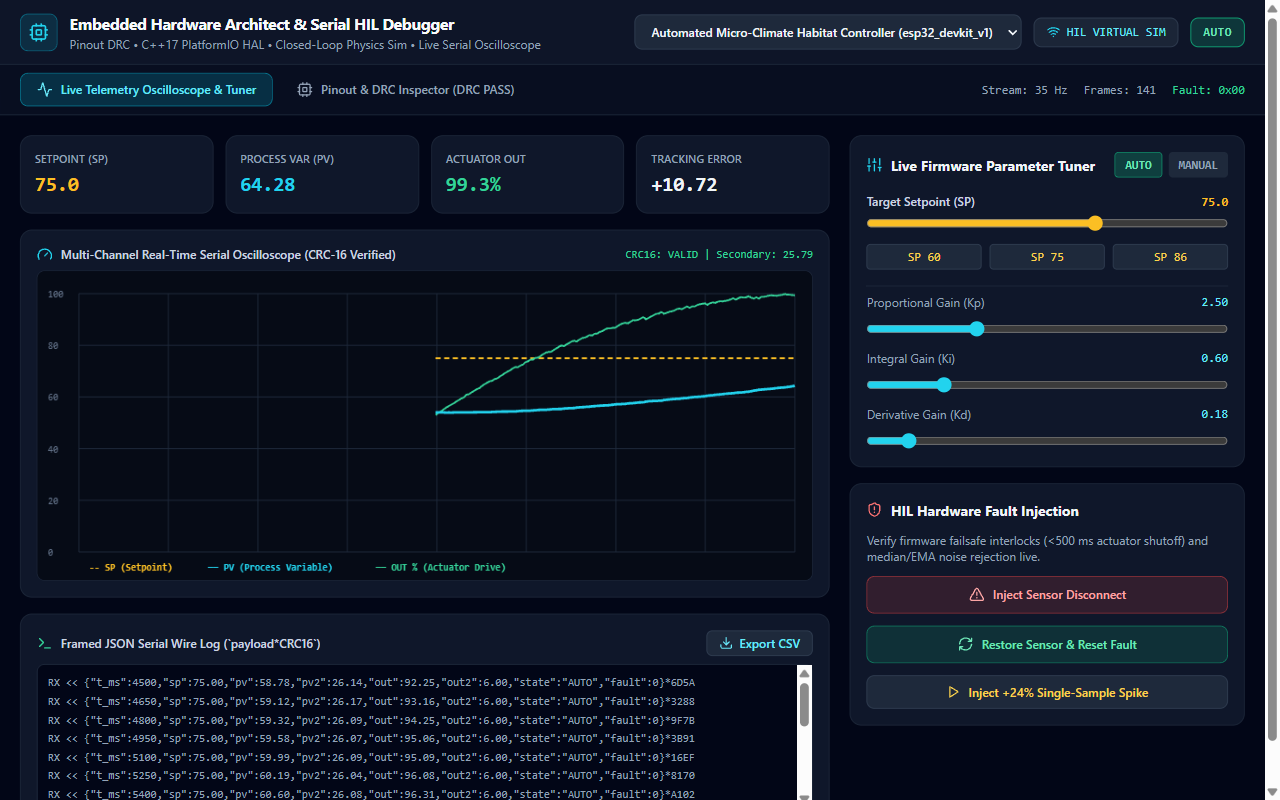 Embedded Hardware Architect & Serial HIL Debugger
Pinout DRC • C++17 PlatformIO HAL • Closed-Loop Physics Sim • Live Serial Oscilloscope
Automated Micro-Climate Habitat Controller (esp32_devkit_v1)
HIL VIRTUAL SIM
AUTO
Live Telemetry Oscilloscope & Tuner
Pinout & DRC Inspector (DRC PASS)
Stream: 35 Hz Frames: 141 Fault: 0x00
SETPOINT (SP)
75.0
PROCESS VAR (PV)
64.28
ACTUATOR OUT
99.3%
TRACKING ERROR
+10.72
Multi-Channel Real-Time Serial Oscilloscope (CRC-16 Verified)
CRC16: VALID | Secondary: 25.79
100
80
60
40
20
0
-- SP (Setpoint)
— PV (Process Variable)
— OUT % (Actuator Drive)
Framed JSON Serial Wire Log (`payload*CRC16`)
Export CSV
RX << {"t_ms":4500,"sp":75.00,"pv":58.78,"pv2":26.14,"out":92.25,"out2":6.00,"state":"AUTO","fault":0}*6D5A
RX << {"t_ms":4650,"sp":75.00,"pv":59.12,"pv2":26.17,"out":93.16,"out2":6.00,"state":"AUTO","fault":0}*3288
RX << {"t_ms":4800,"sp":75.00,"pv":59.32,"pv2":26.09,"out":94.25,"out2":6.00,"state":"AUTO","fault":0}*9F7B
RX << {"t_ms":4950,"sp":75.00,"pv":59.58,"pv2":26.07,"out":95.06,"out2":6.00,"state":"AUTO","fault":0}*3B91
RX << {"t_ms":5100,"sp":75.00,"pv":59.99,"pv2":26.09,"out":95.09,"out2":6.00,"state":"AUTO","fault":0}*16EF
RX << {"t_ms":5250,"sp":75.00,"pv":60.19,"pv2":26.04,"out":96.08,"out2":6.00,"state":"AUTO","fault":0}*8170
RX << {"t_ms":5400,"sp":75.00,"pv":60.60,"pv2":26.08,"out":96.31,"out2":6.00,"state":"AUTO","fault":0}*A102
Live Firmware Parameter Tuner
AUTO
MANUAL
Target Setpoint (SP)
75.0
SP 60
SP 75
SP 86
Proportional Gain (Kp)
2.50
Integral Gain (Ki)
0.60
Derivative Gain (Kd)
0.18
HIL Hardware Fault Injection
Verify firmware failsafe interlocks (<500 ms actuator shutoff) and
median/EMA noise rejection live.
Inject Sensor Disconnect
Restore Sensor & Reset Fault
Inject +24% Single-Sample Spike